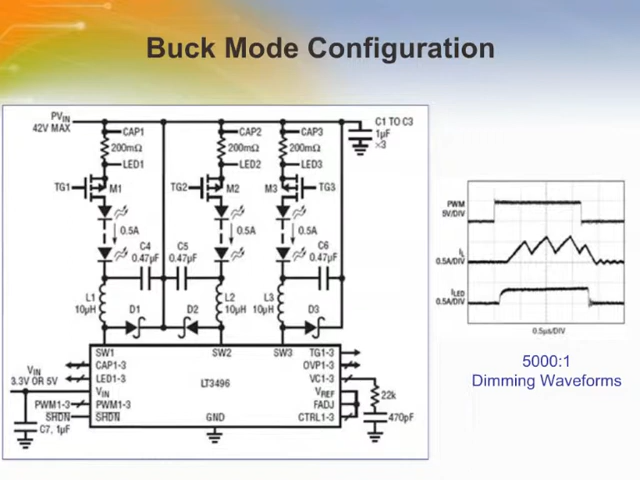 Buck Mode Configuration
PVIN
42V MAX
C1 TO C3
1µF
×3
CAP1
CAP2
CAP3
200mΩ
200mΩ
200mΩ
LED1
LED2
LED3
TG1
M1
TG2
M2
M3
TG3
0.5A
0.5A
0.5A
C4
0.47µF
C5
0.47µF
C6
0.47µF
L1
10µH
D1
D2
L2
10µH
L3
10µH
D3
SW1
SW2
SW3
TG1-3
CAP1-3
OVP1-3
LED1-3
LT3496
VC1-3
VIN
3.3V OR 5V
VIN
VREF
22k
PWM1-3
PWM1-3
FADJ
SHDN
SHDN
GND
CTRL1-3
470pF
C7, 1µF
PWM
5V/DIV
IL
0.5A/DIV
ILED
0.5A/DIV
0.5µs/DIV
5000:1
Dimming Waveforms